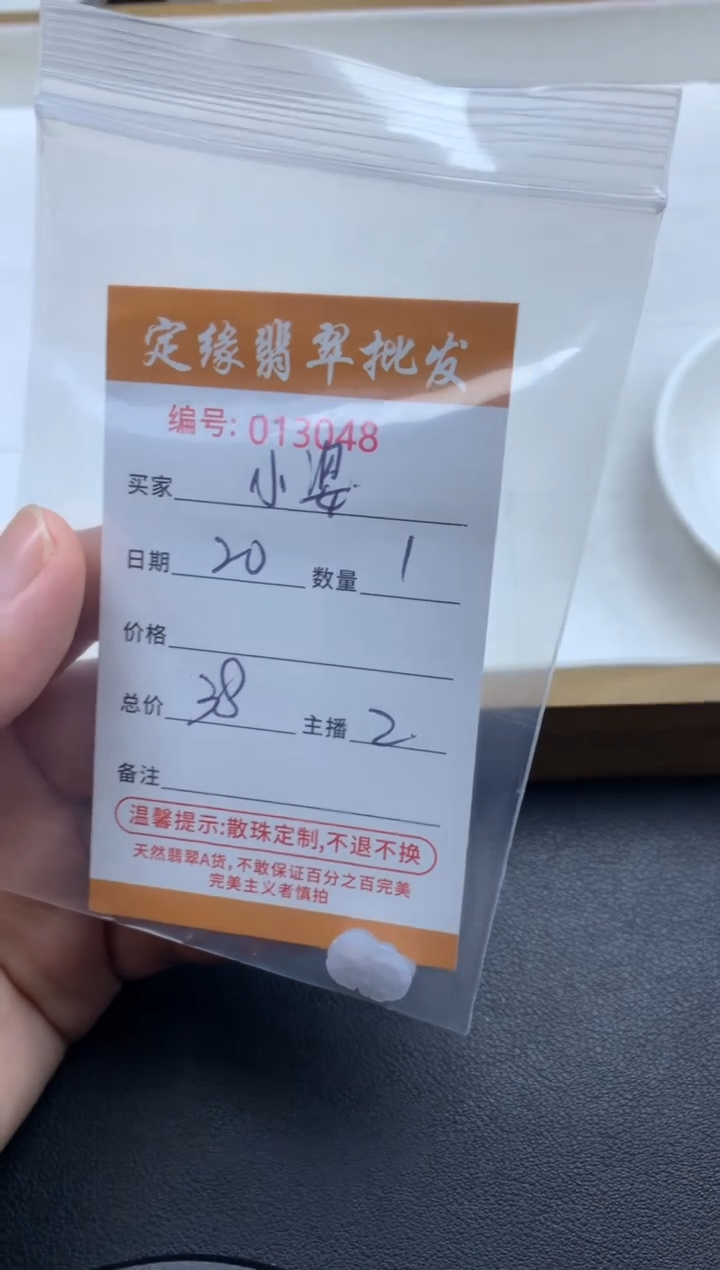 定缘翡翠批发
编号: 013048
买家 小
日期 20 数量 1
价格
总价 38 主播 2
备注
温馨提示:散珠定制,不退不换
天然翡翠A货,不敢保证百分之百完美
完美主义者慎拍